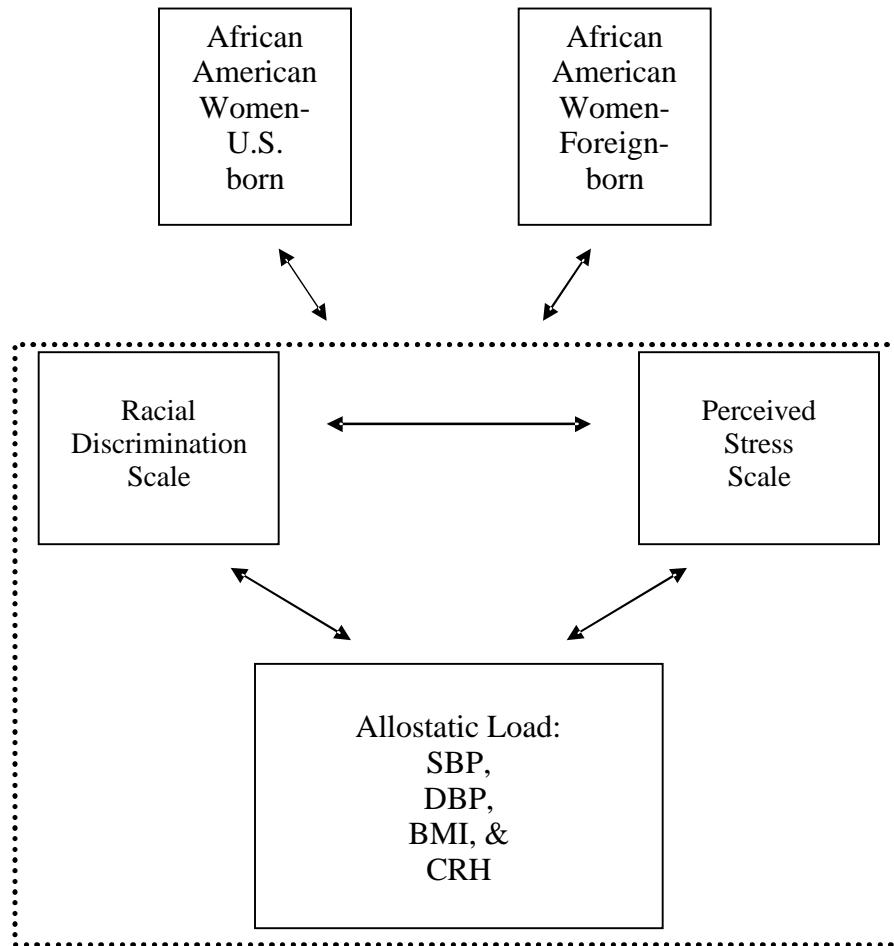 African
American
Women-
U.S.
born
African
American
Women-
Foreign-
born
Racial
Discrimination
Scale
Perceived
Stress
Scale
Allostatic Load:
SBP,
DBP,
BMI, &
CRH